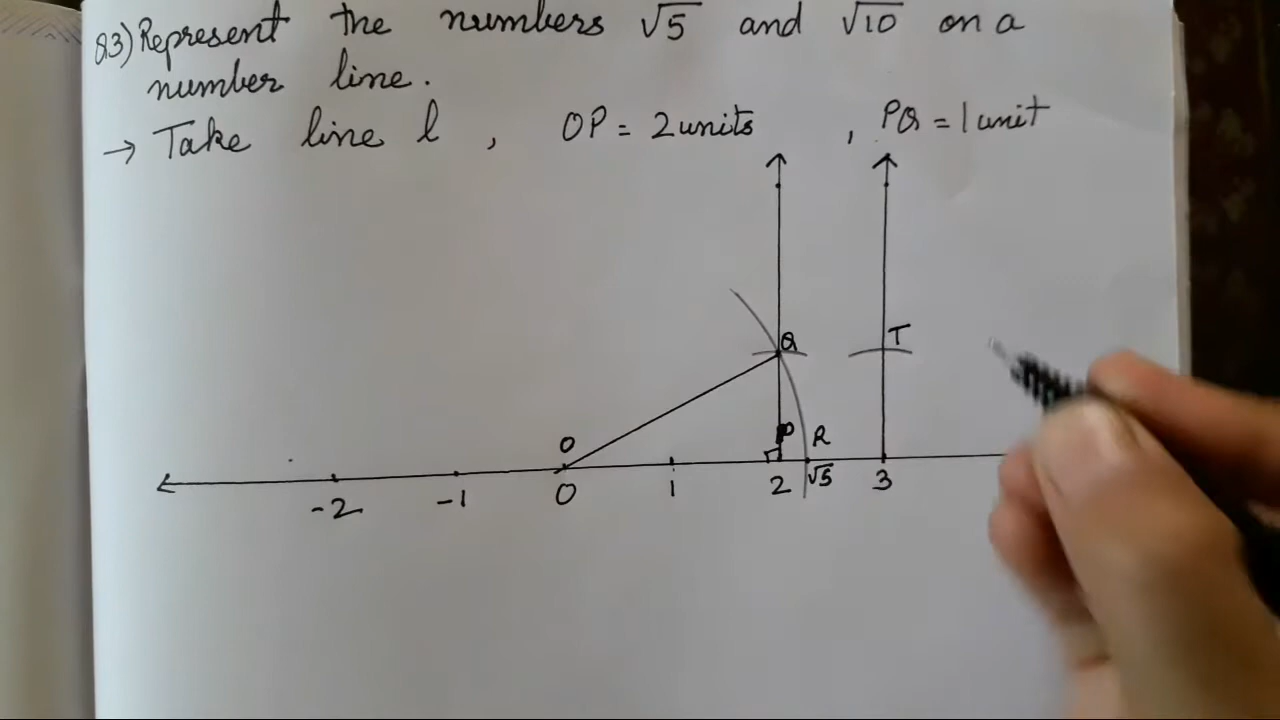 Q.3) Represent the numbers √5 and √10 on a
number line.
→ Take line l , OP = 2 units , PQ = 1 unit
Q T
O P R
-2 -1 0 1 2 √5 3